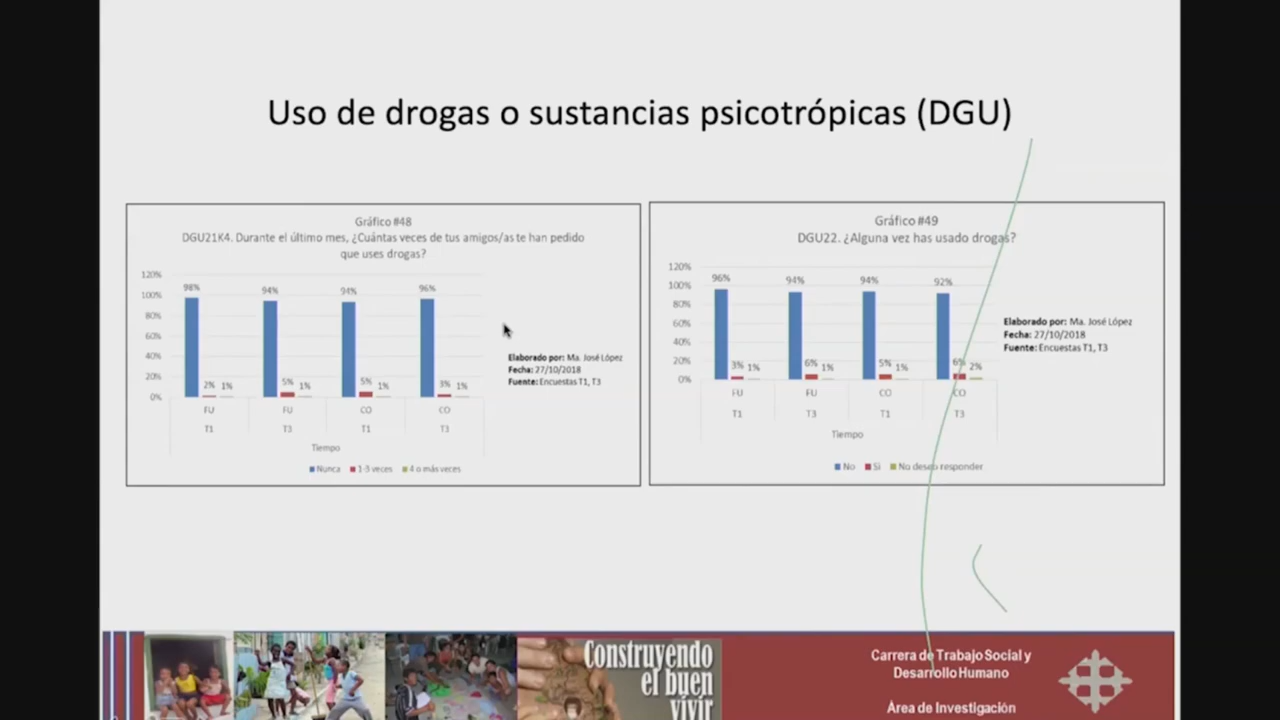 Uso de drogas o sustancias psicotrópicas (DGU)
Gráfico #48
DGU21K4. Durante el último mes, ¿Cuántas veces de tus amigos/as te han pedido
que uses drogas?
120%
100%
80%
60%
40%
20%
0%
98%
2%
1%
94%
5%
1%
94%
5%
1%
96%
3%
1%
FU
FU
CO
CO
T1
T3
T1
T3
Tiempo
Nunca
1-3 veces
4 o más veces
Elaborado por: Ma. José López
Fecha: 27/10/2018
Fuente: Encuestas T1, T3
Gráfico #49
DGU22. ¿Alguna vez has usado drogas?
120%
100%
80%
60%
40%
20%
0%
96%
3%
1%
94%
6%
1%
94%
5%
1%
92%
6%
2%
FU
FU
CO
CO
T1
T3
T1
T3
Tiempo
No
Si
No deseo responder
Elaborado por: Ma. José López
Fecha: 27/10/2018
Fuente: Encuestas T1, T3
Construyendo
el buen
vivir
Carrera de Trabajo Social y
Desarrollo Humano
Área de Investigación